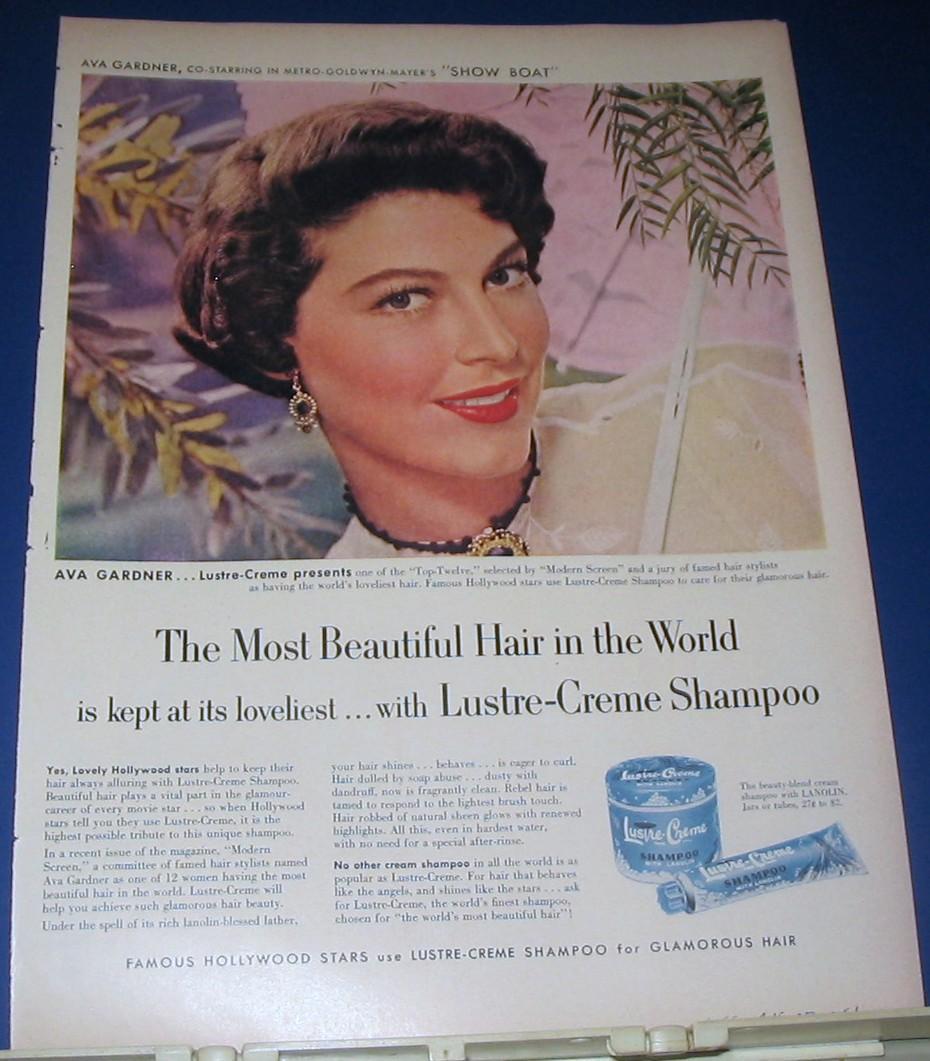 AVA GARDNER, CO-STARRING IN METRO-GOLDWYN-MAYER'S "SHOW BOAT"
AVA GARDNER... Lustre-Creme presents one of the "Top-Twelve," selected by "Modern Screen" and a jury of famed hair stylists
as having the world's loveliest hair. Famous Hollywood stars use Lustre-Creme Shampoo to care for their glamorous hair.
The Most Beautiful Hair in the World
is kept at its loveliest ... with Lustre-Creme Shampoo
Yes, Lovely Hollywood stars help to keep their
hair always alluring with Lustre-Creme Shampoo.
Beautiful hair plays a vital part in the glamour-
career of every movie star ... so when Hollywood
stars tell you they use Lustre-Creme, it is the
highest possible tribute to this unique shampoo.
In a recent issue of the magazine, "Modern
Screen," a committee of famed hair stylists named
Ava Gardner as one of 12 women having the most
beautiful hair in the world. Lustre-Creme will
help you achieve such glamorous hair beauty.
Under the spell of its rich lanolin-blessed lather,
your hair shines ... behaves ... is eager to curl.
Hair dulled by soap abuse ... dusty with
dandruff, now is fragrantly clean. Rebel hair is
tamed to respond to the lightest brush touch.
Hair robbed of natural sheen glows with renewed
highlights. All this, even in hardest water,
with no need for a special after-rinse.
No other cream shampoo in all the world is as
popular as Lustre-Creme. For hair that behaves
like the angels, and shines like the stars ... ask
for Lustre-Creme, the world's finest shampoo,
chosen for "the world's most beautiful hair"!
Lustre-Creme
WITH LANOLIN
Lustre-Creme
SHAMPOO
WITH LANOLIN
Lustre-Creme
SHAMPOO
WITH LANOLIN
The beauty-blend cream
shampoo with LANOLIN.
Jars or tubes, 27¢ to $2.
FAMOUS HOLLYWOOD STARS use LUSTRE-CREME SHAMPOO for GLAMOROUS HAIR